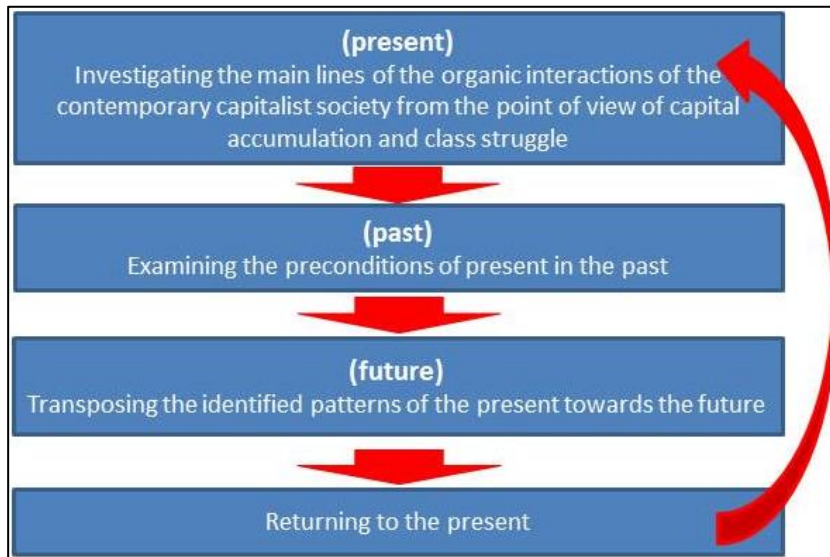 (present)
Investigating the main lines of the organic interactions of the
contemporary capitalist society from the point of view of capital
accumulation and class struggle
(past)
Examining the preconditions of present in the past
(future)
Transposing the identified patterns of the present towards the future
Returning to the present